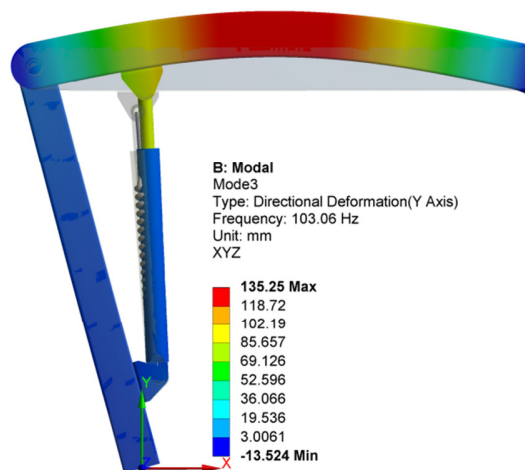 B: Modal
Mode3
Type: Directional Deformation(Y Axis)
Frequency: 103.06 Hz
Unit: mm
XYZ
135.25 Max
118.72
102.19
85.657
69.126
52.596
36.066
19.536
3.0061
-13.524 Min
Y
Z
X